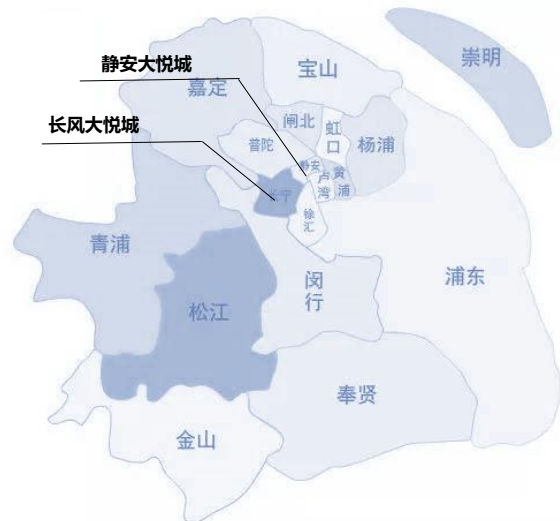 崇明
宝山
静安大悦城
嘉定
长风大悦城
闸北
虹
口
杨浦
普陀
静安
卢
湾
黄
浦
长宁
徐
汇
青浦
闵
行
浦东
松江
奉贤
金山